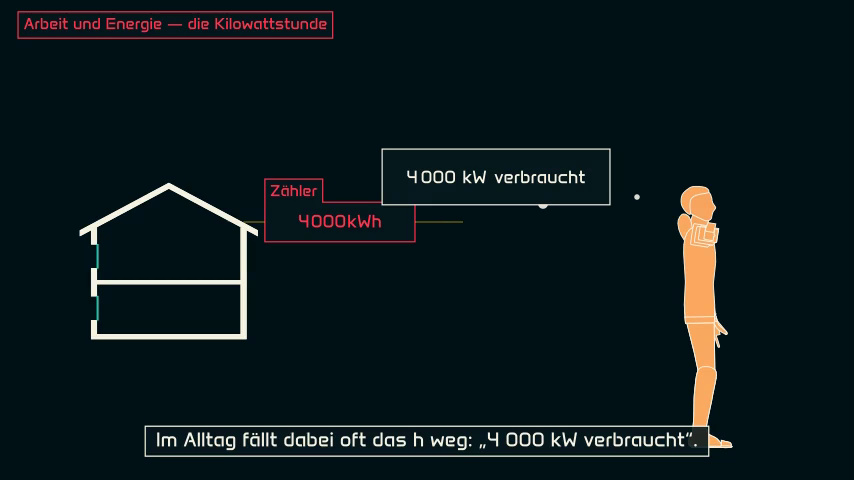 Arbeit und Energie — die Kilowattstunde
4 000 kW verbraucht
Zähler
4000kWh
Im Alltag fällt dabei oft das h weg: „4 000 kW verbraucht“.